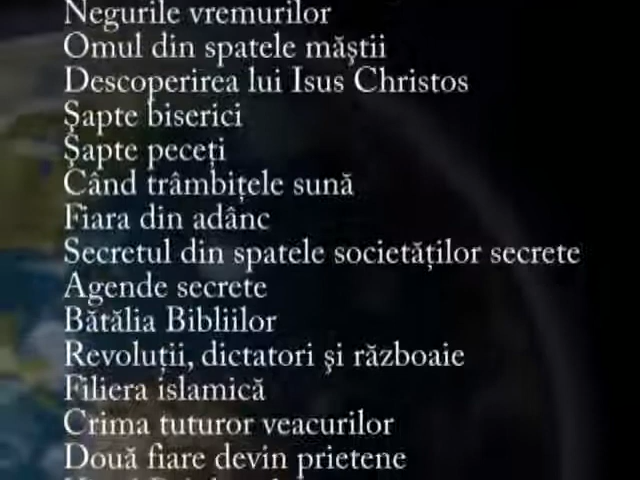 Negurile vremurilor
Omul din spatele măştii
Descoperirea lui Isus Christos
Şapte biserici
Şapte peceţi
Când trâmbiţele sună
Fiara din adânc
Secretul din spatele societăţilor secrete
Agende secrete
Bătălia Bibliilor
Revoluţii, dictatori şi războaie
Filiera islamică
Crima tuturor veacurilor
Două fiare devin prietene